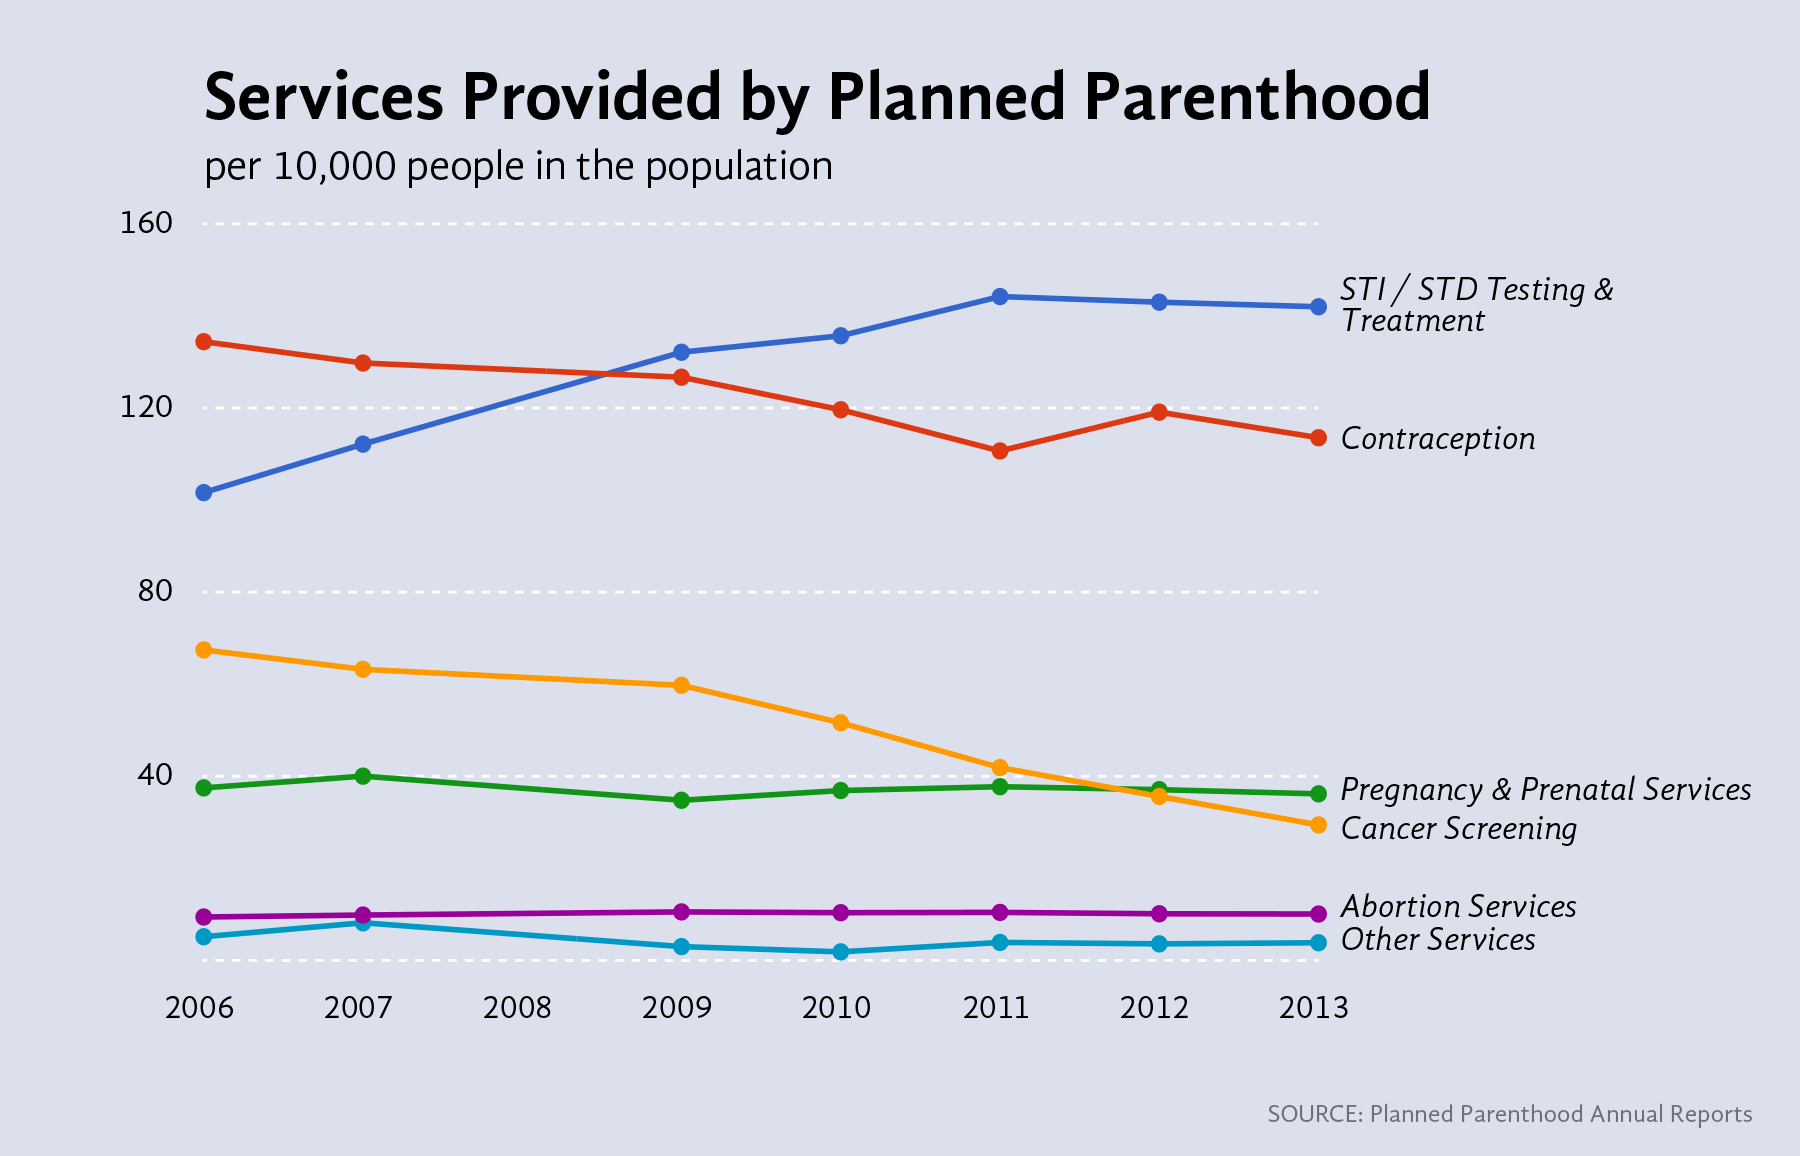 Services Provided by Planned Parenthood
per 10,000 people in the population
160
STI / STD Testing &
Treatment
120
Contraception
80
40
Pregnancy & Prenatal Services
Cancer Screening
Abortion Services
Other Services
2006 2007 2008 2009 2010 2011 2012 2013
SOURCE: Planned Parenthood Annual Reports